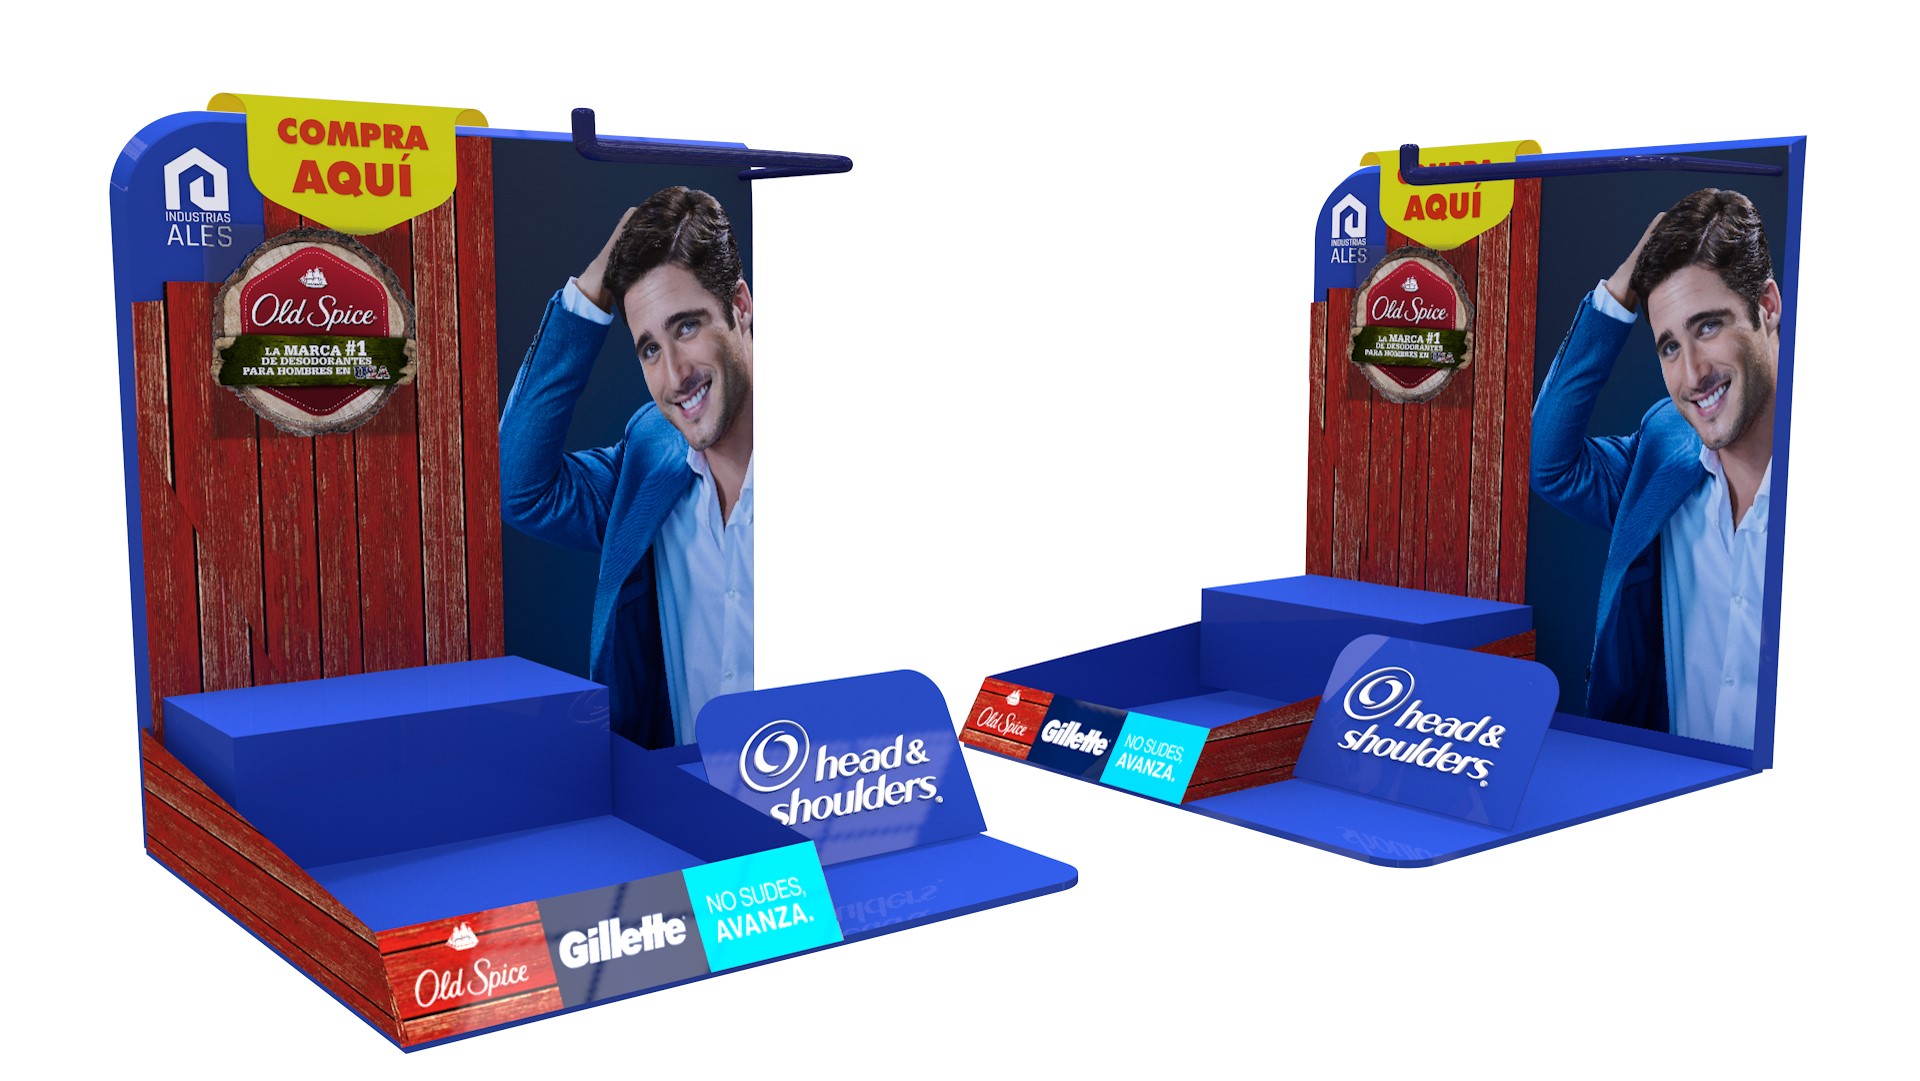 COMPRA
AQUÍ
INDUSTRIAS
ALES
Old Spice
LA MARCA #1
DE DESODORANTES
PARA HOMBRES EN USA
head &
shoulders®
Old Spice
Gillette®
NO SUDES,
AVANZA.
COMPRA
AQUÍ
INDUSTRIAS
ALES
Old Spice
LA MARCA #1
DE DESODORANTES
PARA HOMBRES EN USA
Old Spice
Gillette®
NO SUDES,
AVANZA.
head &
shoulders®